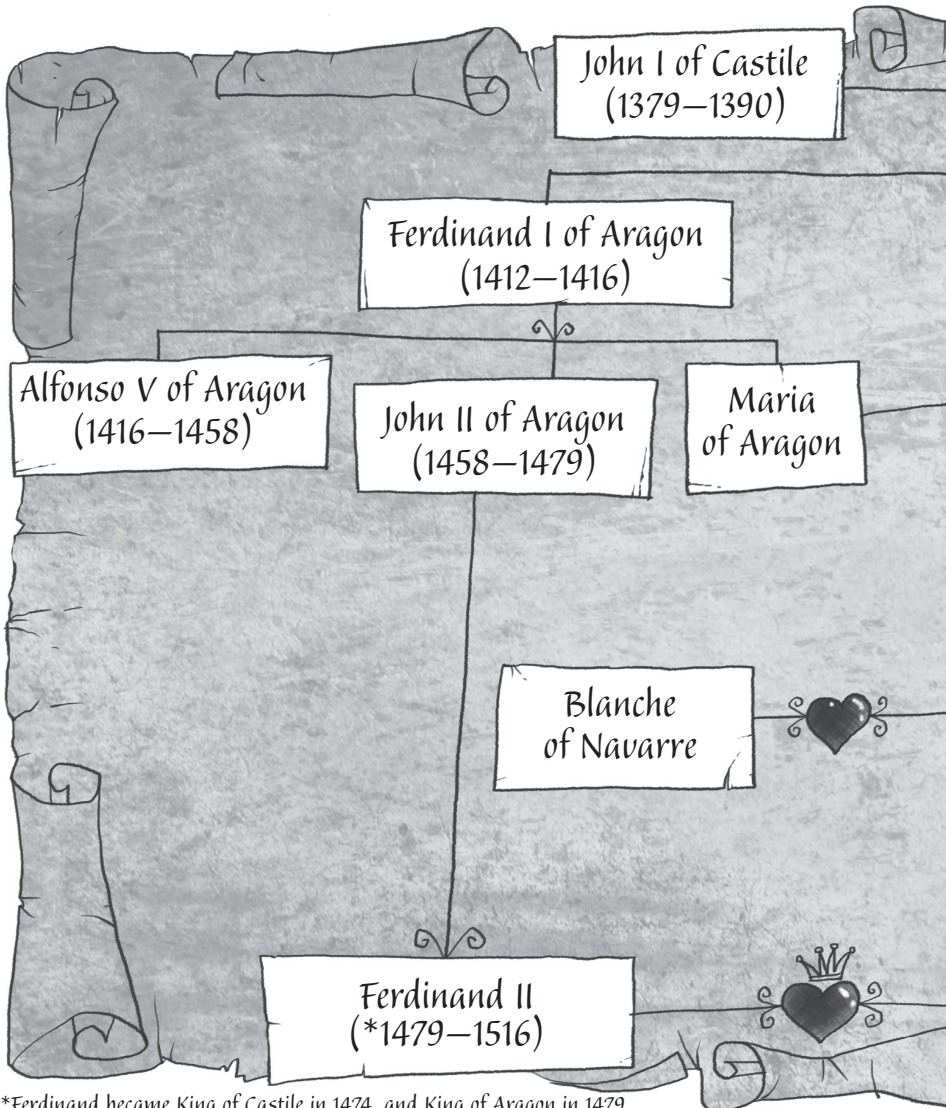 John I of Castile
(1379–1390)
Ferdinand I of Aragon
(1412–1416)
Alfonso V of Aragon
(1416–1458)
John II of Aragon
(1458–1479)
Maria
of Aragon
Blanche
of Navarre
Ferdinand II
(*1479–1516)
*Ferdinand became King of Castile in 1474, and King of Aragon in 1479